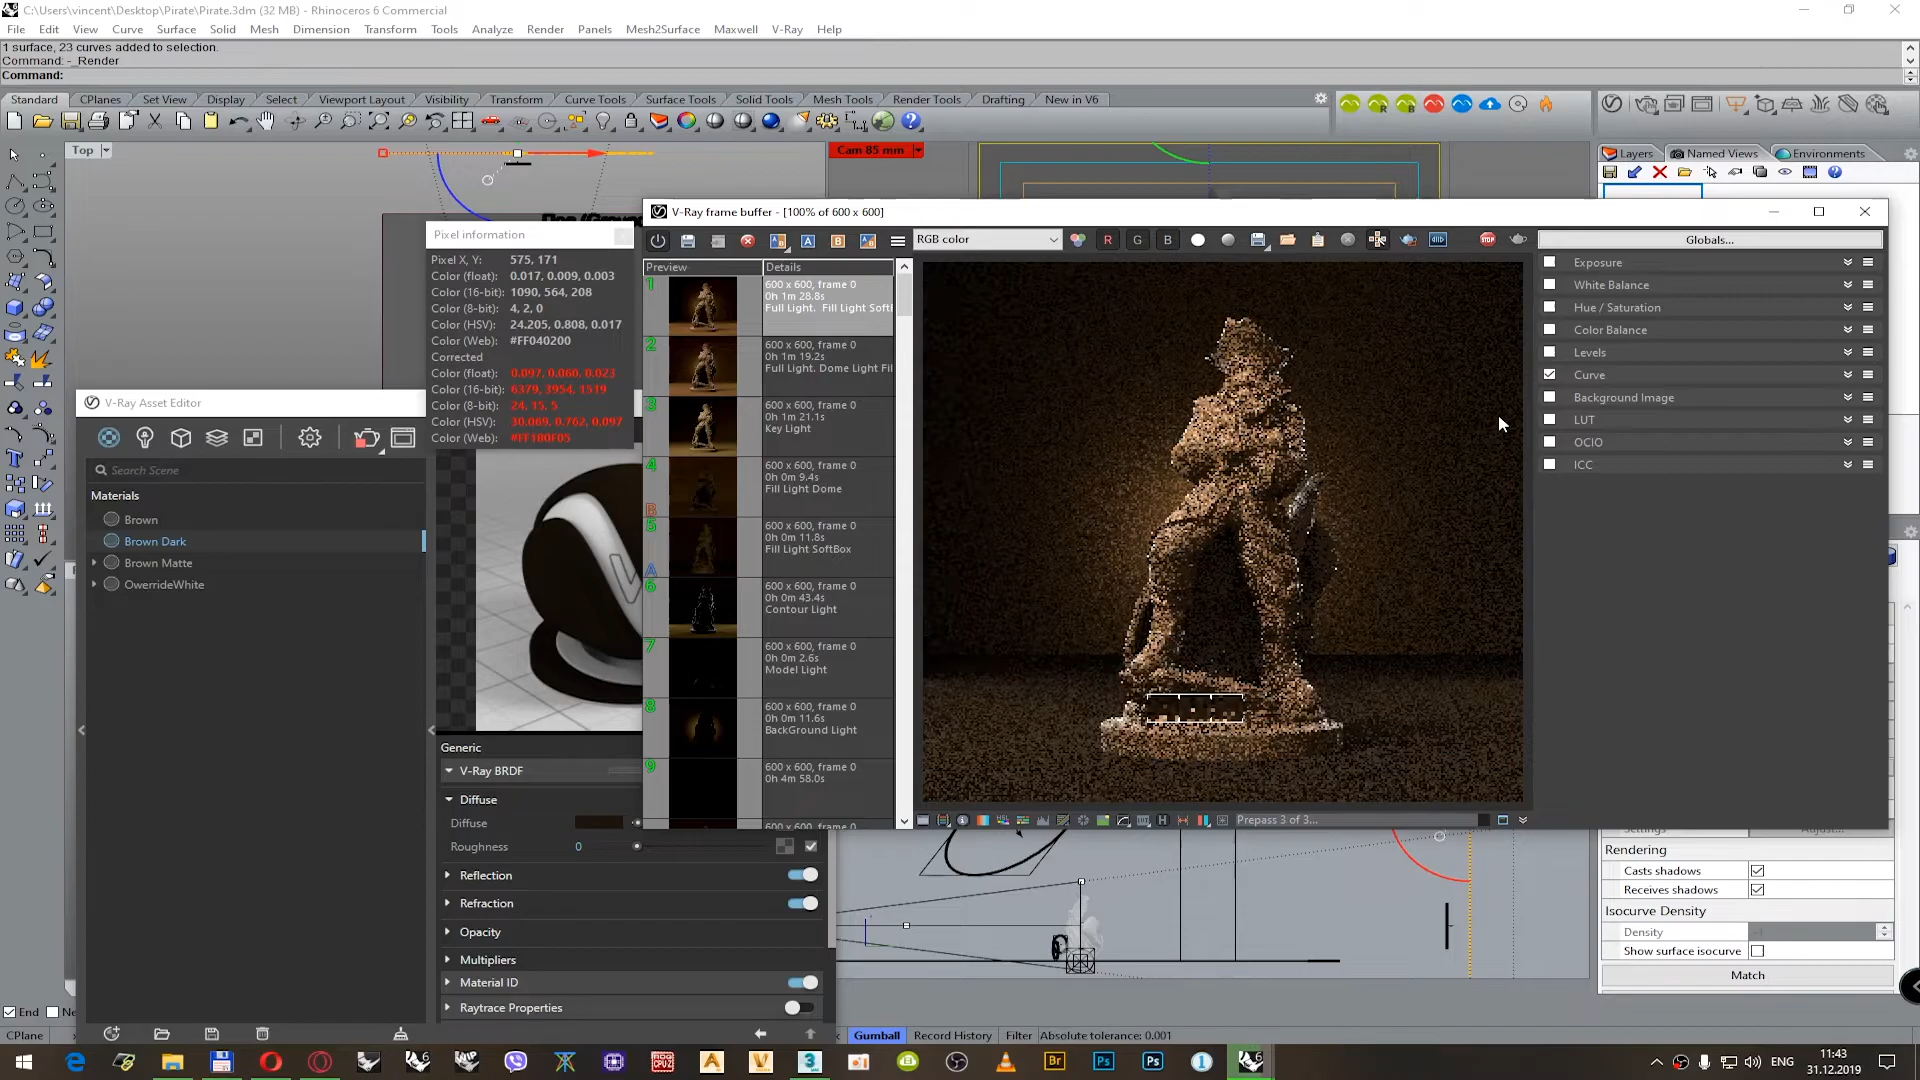 C:\Users\vincent\Desktop\Pirate\Pirate.3dm (32 MB) - Rhinoceros 6 Commercial
File Edit View Curve Surface Solid Mesh Dimension Transform Tools Analyze Render Panels Mesh2Surface Maxwell V-Ray Help
1 surface, 23 curves added to selection.
Command: -_Render
Command:
Standard CPlanes Set View Display Select Viewport Layout Visibility Transform Curve Tools Surface Tools Solid Tools Mesh Tools Render Tools Drafting New in V6
Top
Cam 85 mm
Layers Named Views Environments
V-Ray frame buffer - [100% of 600 x 600]
Pixel information
RGB color
R G B
Globals...
Pixel X, Y: 575, 171
Color (float): 0.017, 0.009, 0.003
Color (16-bit): 1090, 564, 208
Color (8-bit): 4, 2, 0
Color (HSV): 24.205, 0.808, 0.017
Color (Web): #FF040200
Corrected
Color (float): 0.097, 0.060, 0.023
Color (16-bit): 6379, 3954, 1519
Color (8-bit): 24, 15, 5
Color (HSV): 30.069, 0.762, 0.097
Color (Web): #FF180F05
Preview Details
1 600 x 600, frame 0
0h 1m 28.8s
Full Light. Fill Light Soft
2 600 x 600, frame 0
0h 1m 19.2s
Full Light. Dome Light Fil
3 600 x 600, frame 0
0h 1m 21.1s
Key Light
4 600 x 600, frame 0
0h 0m 9.4s
Fill Light Dome
B
5 600 x 600, frame 0
0h 0m 11.8s
Fill Light SoftBox
A
6 600 x 600, frame 0
0h 0m 43.4s
Contour Light
7 600 x 600, frame 0
0h 0m 2.6s
Model Light
8 600 x 600, frame 0
0h 0m 11.6s
BackGround Light
9 600 x 600, frame 0
0h 4m 58.0s
600 x 600, frame 0
Exposure
White Balance
Hue / Saturation
Color Balance
Levels
Curve
Background Image
LUT
OCIO
ICC
Prepass 3 of 3...
V-Ray Asset Editor
Search Scene
Materials
Brown
Brown Dark
Brown Matte
OwerrideWhite
Generic
V-Ray BRDF
Diffuse
Diffuse
Roughness 0
Reflection
Refraction
Opacity
Multipliers
Material ID
Raytrace Properties
Rendering
Casts shadows
Receives shadows
Isocurve Density
Density
Show surface isocurve
Match
End
CPlane
Gumball Record History Filter Absolute tolerance: 0.001
ENG
11:43
31.12.2019